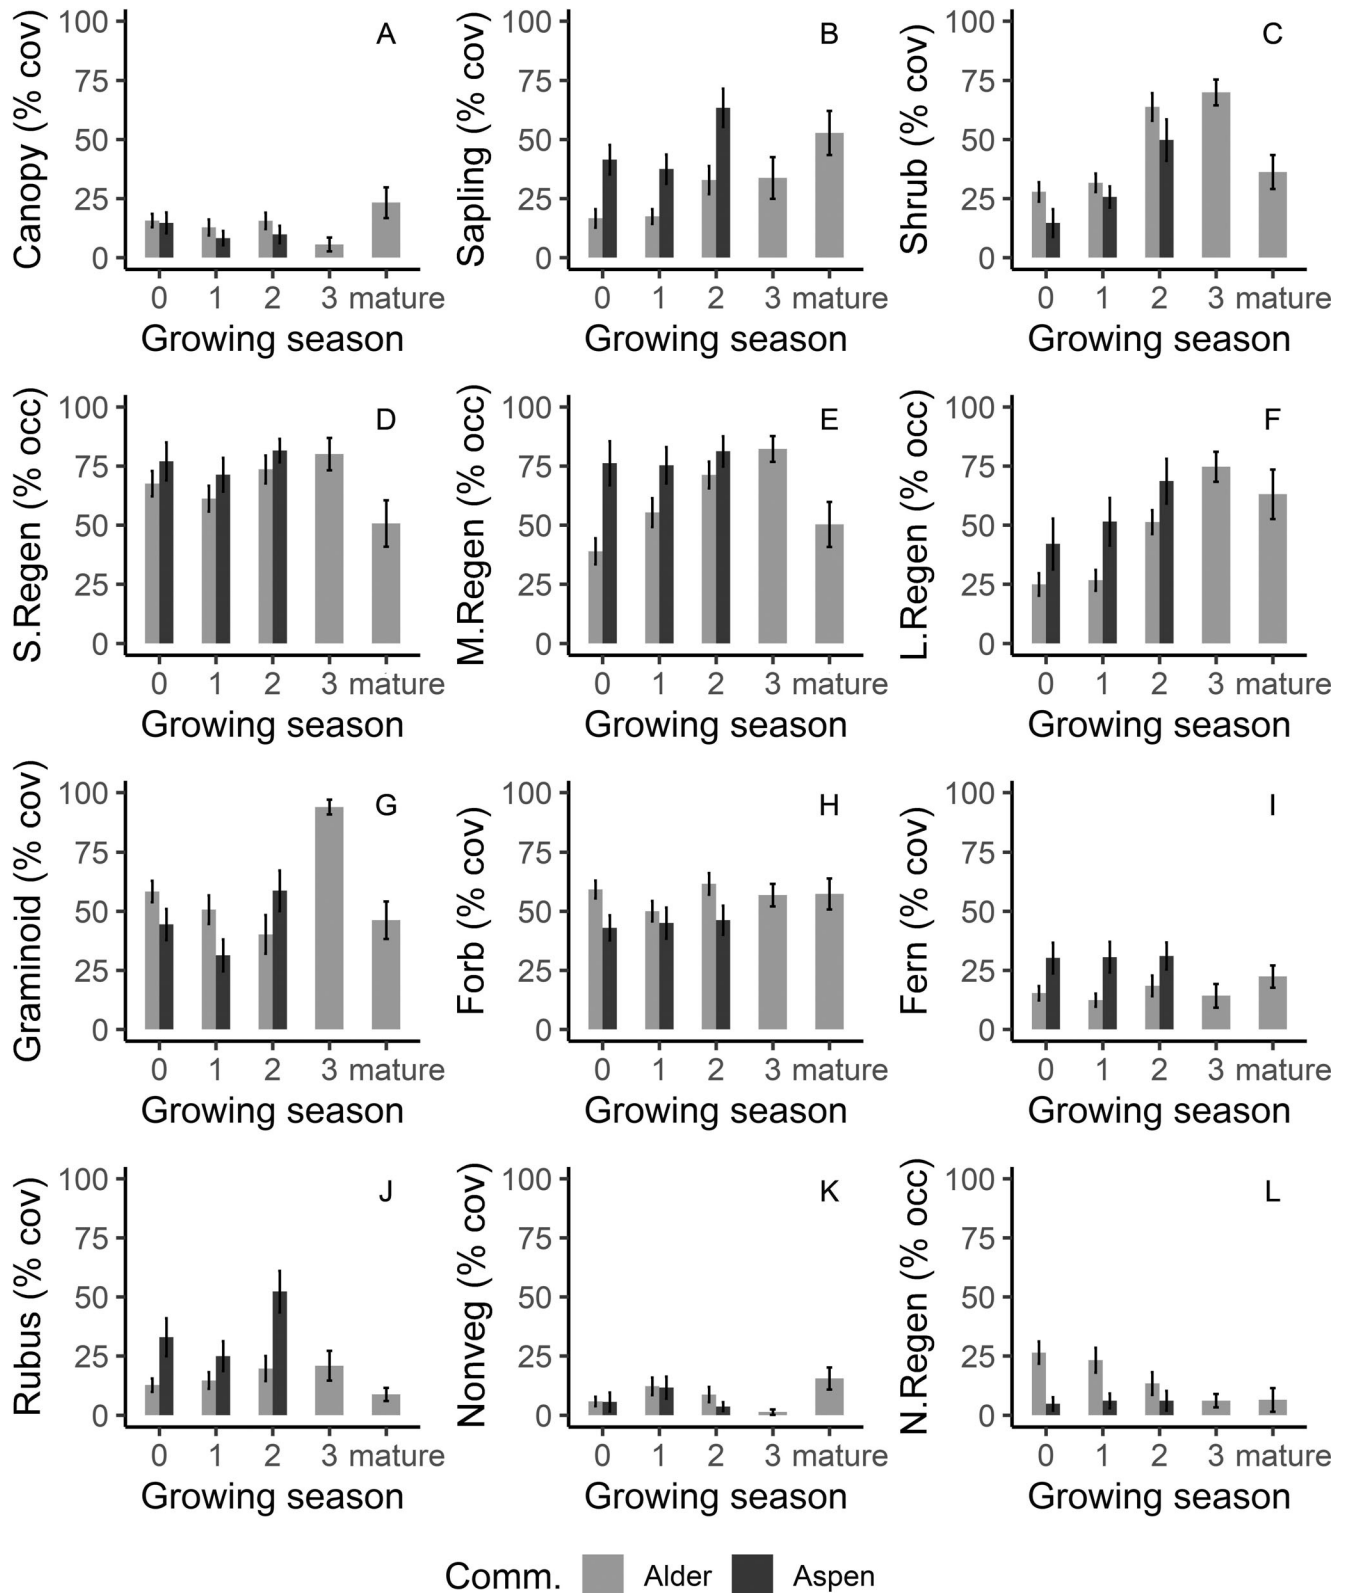 Canopy (% cov)
100
75
50
25
0
A
0 1 2 3 mature
Growing season
Sapling (% cov)
100
75
50
25
0
B
0 1 2 3 mature
Growing season
Shrub (% cov)
100
75
50
25
0
C
0 1 2 3 mature
Growing season
S.Regen (% occ)
100
75
50
25
0
D
0 1 2 3 mature
Growing season
M.Regen (% occ)
100
75
50
25
0
E
0 1 2 3 mature
Growing season
L.Regen (% occ)
100
75
50
25
0
F
0 1 2 3 mature
Growing season
Graminoid (% cov)
100
75
50
25
0
G
0 1 2 3 mature
Growing season
Forb (% cov)
100
75
50
25
0
H
0 1 2 3 mature
Growing season
Fern (% cov)
100
75
50
25
0
I
0 1 2 3 mature
Growing season
Rubus (% cov)
100
75
50
25
0
J
0 1 2 3 mature
Growing season
Nonveg (% cov)
100
75
50
25
0
K
0 1 2 3 mature
Growing season
N.Regen (% occ)
100
75
50
25
0
L
0 1 2 3 mature
Growing season
Comm. Alder Aspen